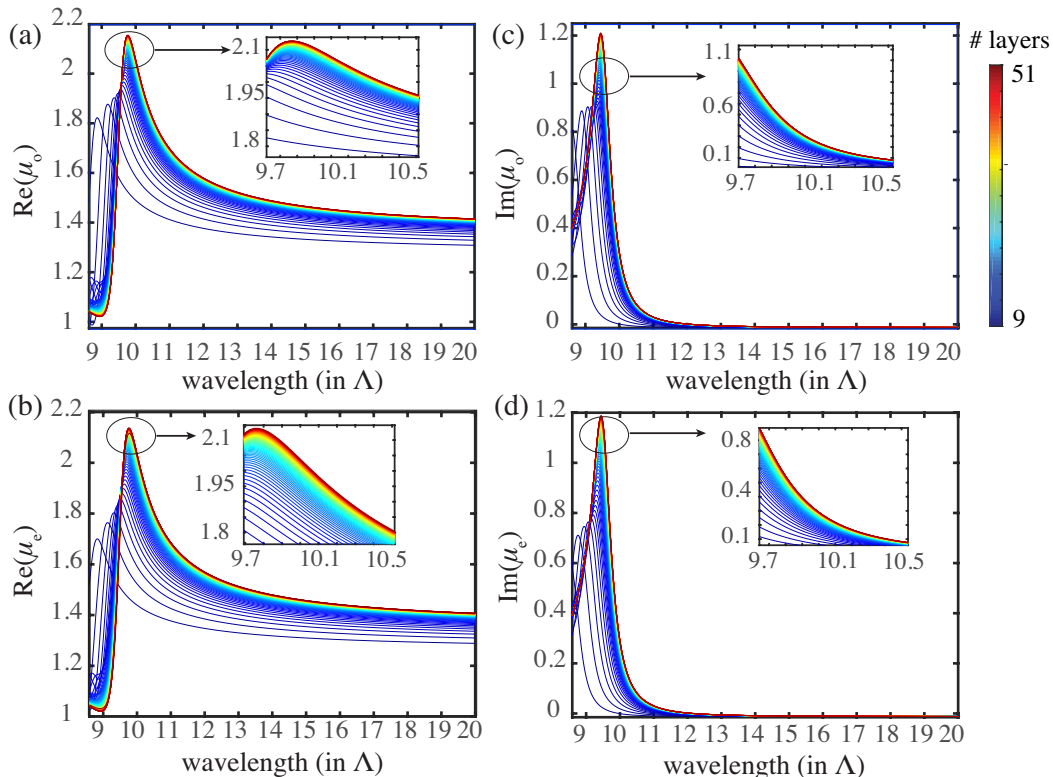 (a)
2.2
2
1.8
1.6
1.4
1.2
1
Re(μₒ)
2.1
1.95
1.8
9.7 10.1 10.5
9 10 11 12 13 14 15 16 17 18 19 20
wavelength (in Λ)
(c)
1.2
1
0.8
0.6
0.4
0.2
0
Im(μₒ)
1.1
0.6
0.1
9.7 10.1 10.5
9 10 11 12 13 14 15 16 17 18 19 20
wavelength (in Λ)
# layers
51
9
(b)
2.2
2
1.8
1.6
1.4
1.2
1
Re(μₑ)
2.1
1.95
1.8
9.7 10.1 10.5
9 10 11 12 13 14 15 16 17 18 19 20
wavelength (in Λ)
(d)
1.2
1
0.8
0.6
0.4
0.2
0
Im(μₑ)
0.8
0.4
0.1
9.7 10.1 10.5
9 10 11 12 13 14 15 16 17 18 19 20
wavelength (in Λ)